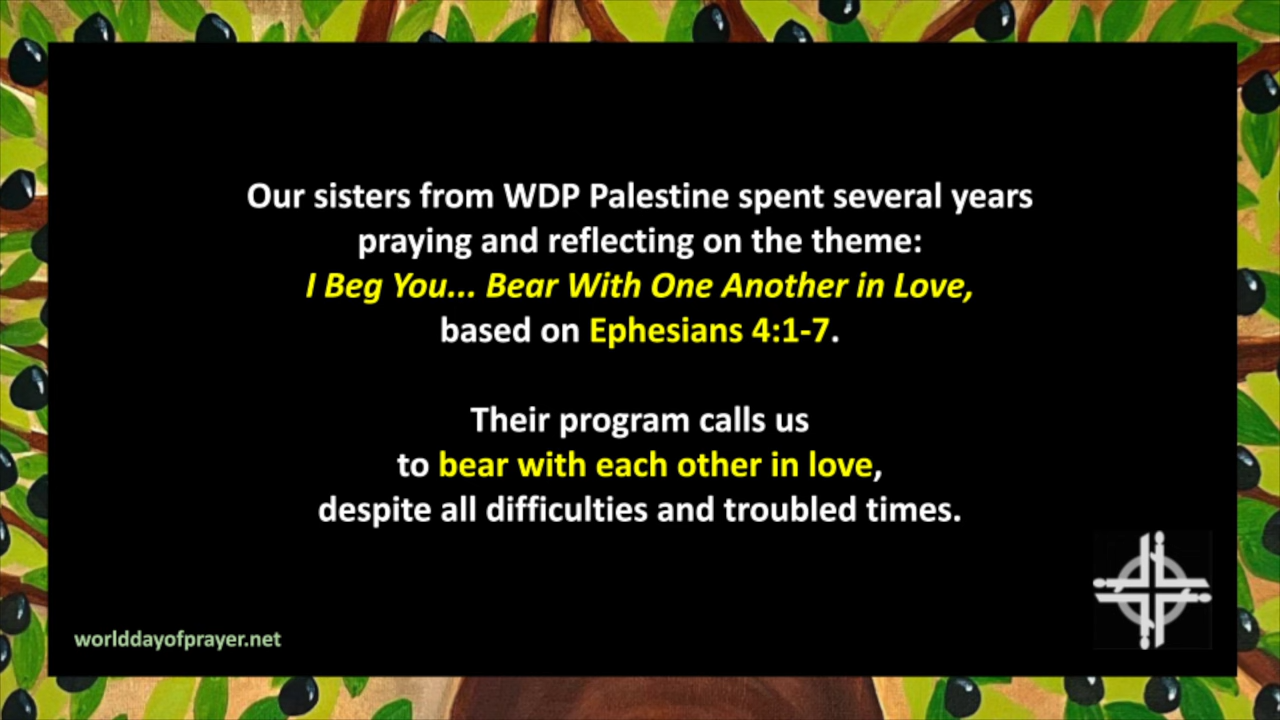 Our sisters from WDP Palestine spent several years
praying and reflecting on the theme:
I Beg You... Bear With One Another in Love,
based on Ephesians 4:1-7.
Their program calls us
to bear with each other in love,
despite all difficulties and troubled times.
worlddayofprayer.net